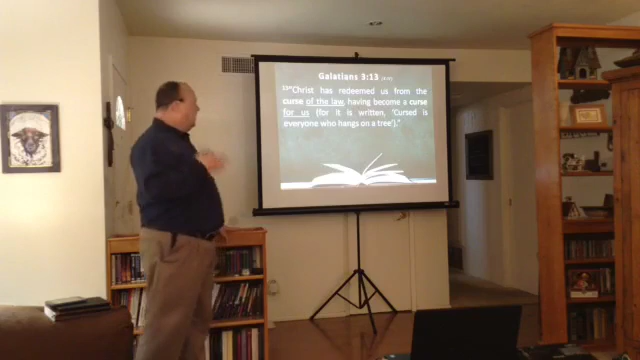 Galatians 3:13
¹³"Christ has redeemed us from the
curse of the law, having become a curse
for us (for it is written, 'Cursed is
everyone who hangs on a tree')."